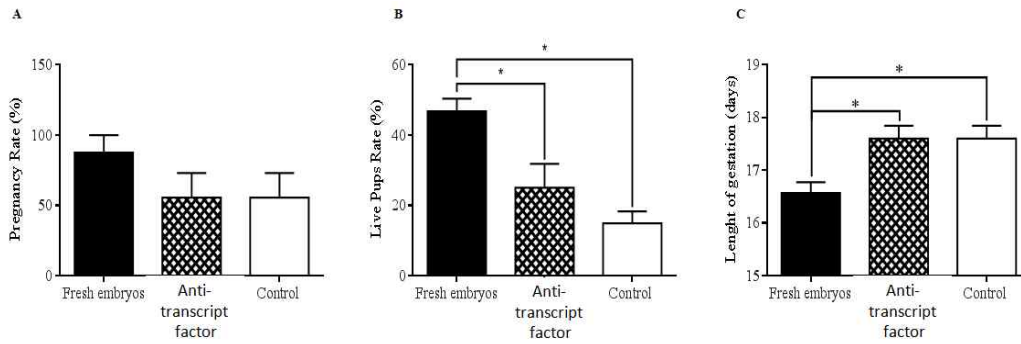 A
Pregnancy Rate (%)
150
100
50
0
Fresh embryos
Anti-
transcript
factor
Control
B
Live Pups Rate (%)
60
40
20
0
*
*
Fresh embryos
Anti-
transcript
factor
Control
C
Lenght of gestation (days)
19
18
17
16
15
*
*
Fresh embryos
Anti-
transcript
factor
Control